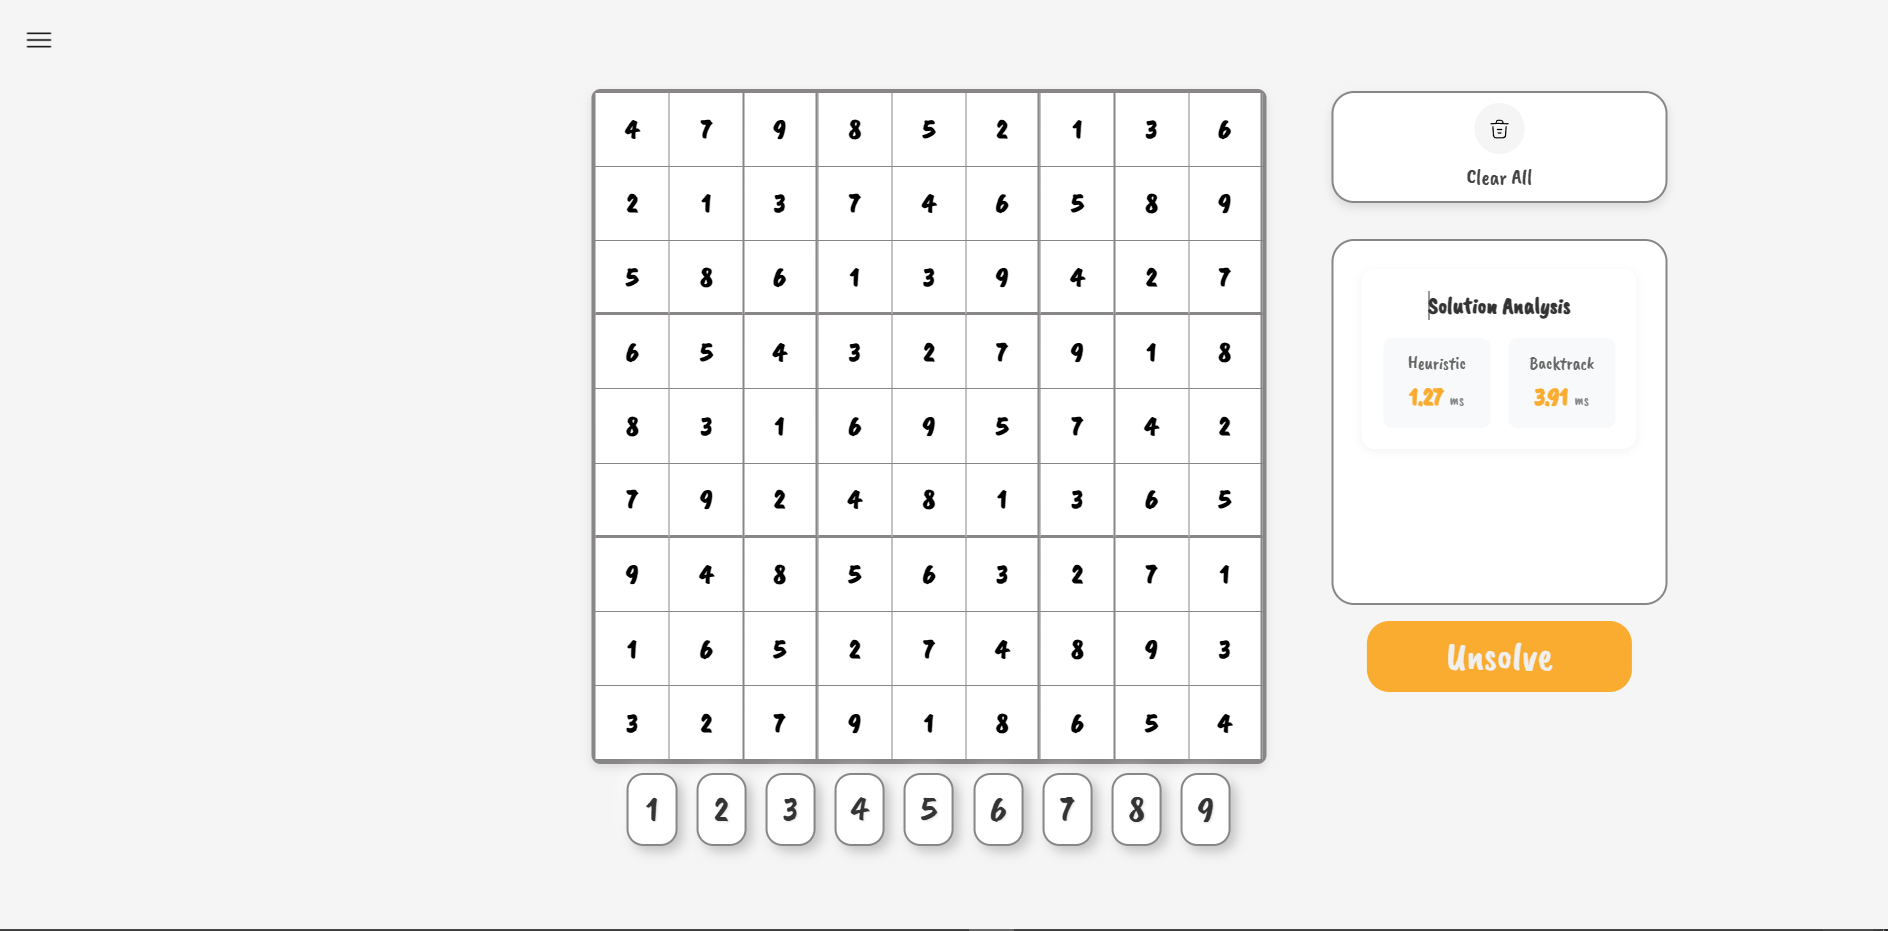 4 7 9 8 5 2 1 3 6
2 1 3 7 4 6 5 8 9
5 8 6 1 3 9 4 2 7
6 5 4 3 2 7 9 1 8
8 3 1 6 9 5 7 4 2
7 9 2 4 8 1 3 6 5
9 4 8 5 6 3 2 7 1
1 6 5 2 7 4 8 9 3
3 2 7 9 1 8 6 5 4
1 2 3 4 5 6 7 8 9
Clear All
Solution Analysis
Heuristic Backtrack
1.27 ms 3.91 ms
Unsolve